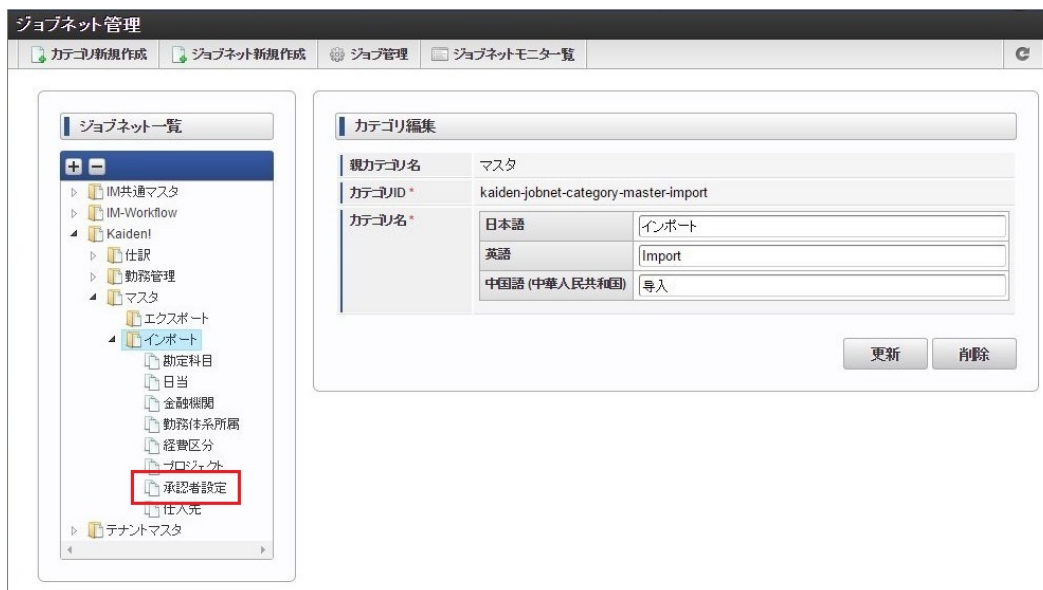 ジョブネット管理
カテゴリ新規作成 ジョブネット新規作成 ジョブ管理 ジョブネットモニター覧
ジョブネット一覧
IM共通マスタ
IM-Workflow
Kaiden!
仕訳
勤務管理
マスタ
エクスポート
インポート
勘定科目
日当
金融機関
勤務体系所属
経費区分
プロジェクト
承認者設定
仕入先
テナントマスタ
カテゴリ編集
親カテゴリ名 マスタ
カテゴリID * kaiden-jobnet-category-master-import
カテゴリ名 *
日本語 インポート
英語 Import
中国語 (中華人民共和国) 导入
更新 削除